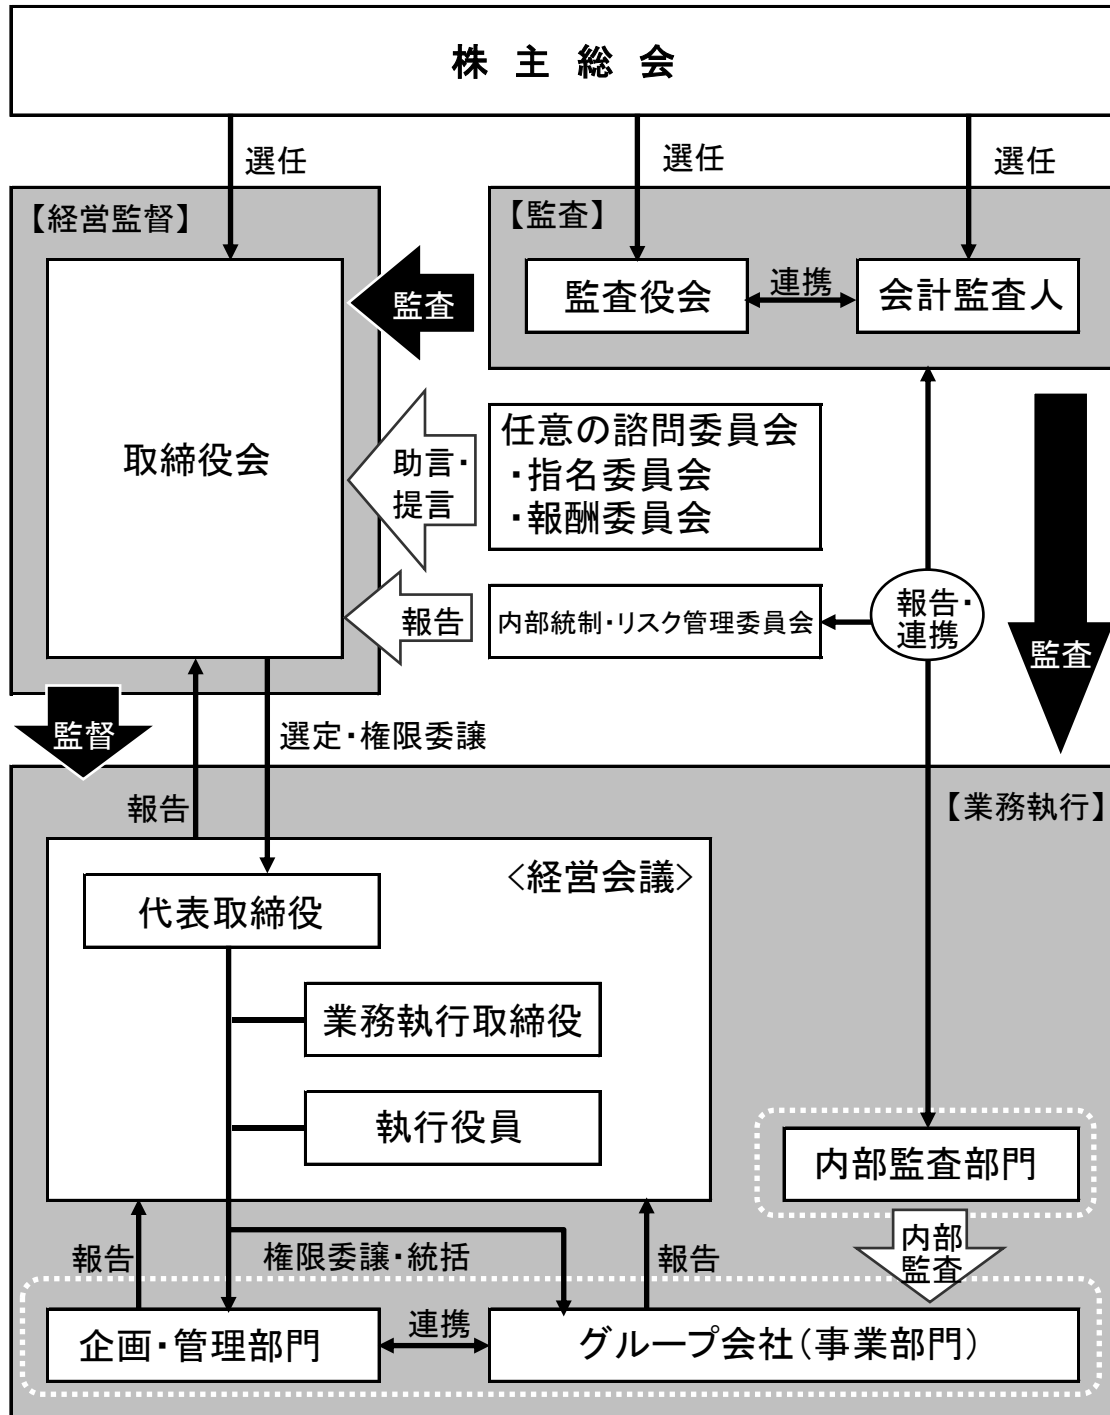 株 主 総 会
選任
選任
選任
【経営監督】
【監査】
取締役会
監査
監査役会
連携
会計監査人
助言・
提言
任意の諮問委員会
・指名委員会
・報酬委員会
報告
内部統制・リスク管理委員会
報告・
連携
監査
監督
選定・権限委譲
報告
【業務執行】
<経営会議>
代表取締役
業務執行取締役
執行役員
内部監査部門
報告
権限委譲・統括
報告
内部
監査
企画・管理部門
連携
グループ会社(事業部門)